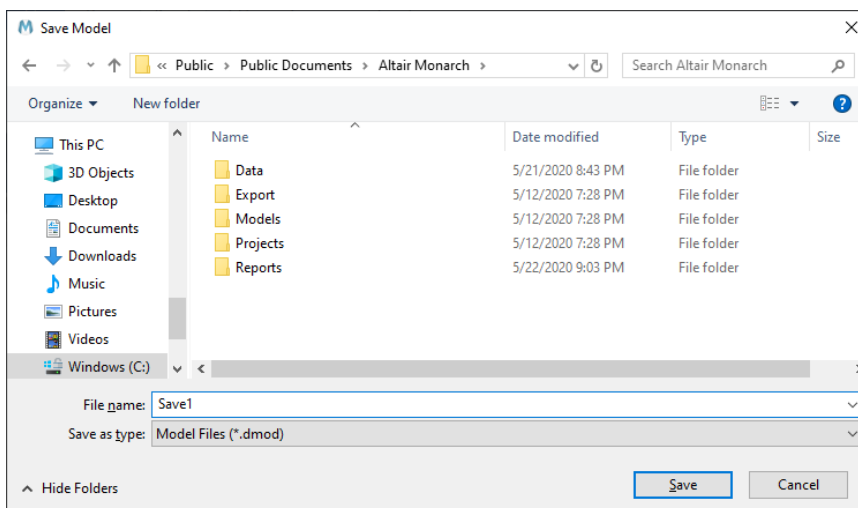 Save Model
« Public > Public Documents > Altair Monarch >
Search Altair Monarch
Organize
New folder
Name Date modified Type Size
This PC
3D Objects
Desktop
Documents
Downloads
Music
Pictures
Videos
Windows (C:)
Data 5/21/2020 8:43 PM File folder
Export 5/12/2020 7:28 PM File folder
Models 5/12/2020 7:28 PM File folder
Projects 5/12/2020 7:28 PM File folder
Reports 5/22/2020 9:03 PM File folder
File name: Save1
Save as type: Model Files (*.dmod)
Hide Folders
Save
Cancel